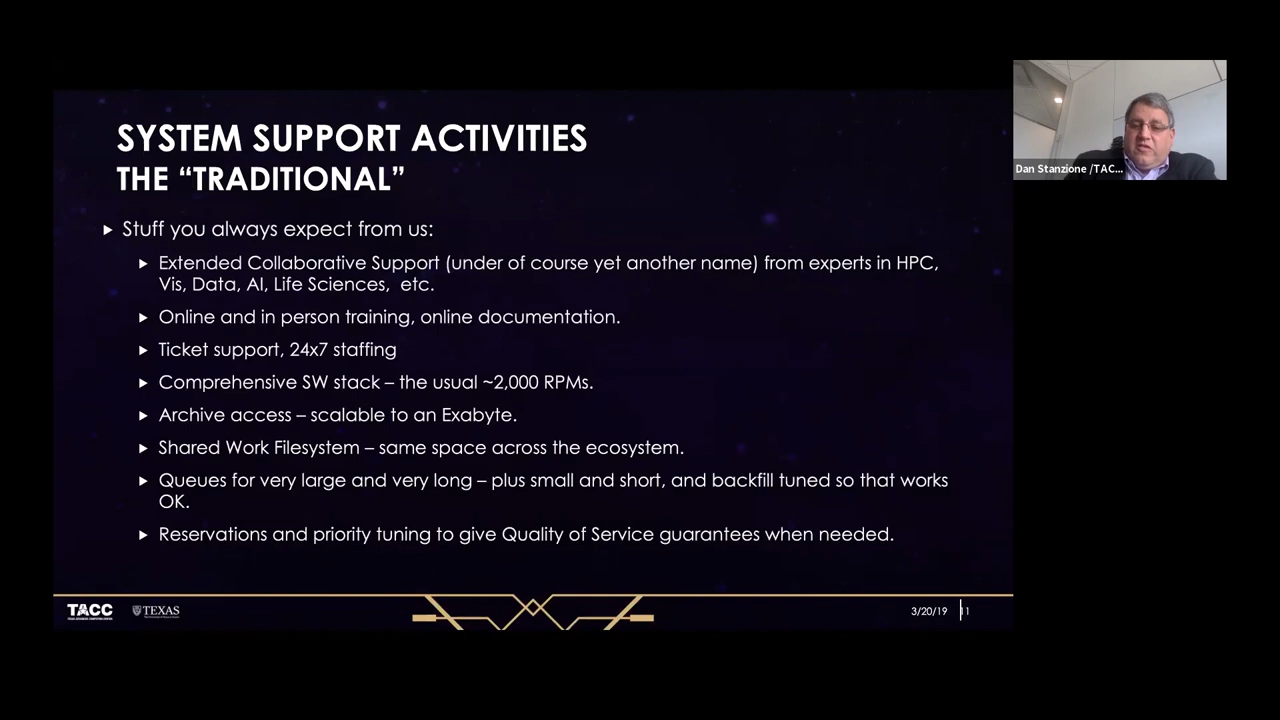 SYSTEM SUPPORT ACTIVITIES
THE “TRADITIONAL”
Stuff you always expect from us:
Extended Collaborative Support (under of course yet another name) from experts in HPC,
Vis, Data, AI, Life Sciences,  etc.
Online and in person training, online documentation.
Ticket support, 24x7 staffing
Comprehensive SW stack – the usual ~2,000 RPMs.
Archive access – scalable to an Exabyte.
Shared Work Filesystem – same space across the ecosystem.
Queues for very large and very long – plus small and short, and backfill tuned so that works
OK.
Reservations and priority tuning to give Quality of Service guarantees when needed.
Dan Stanzione /TAC...
TACC
TEXAS ADVANCED COMPUTING CENTER
TEXAS
3/20/19
11